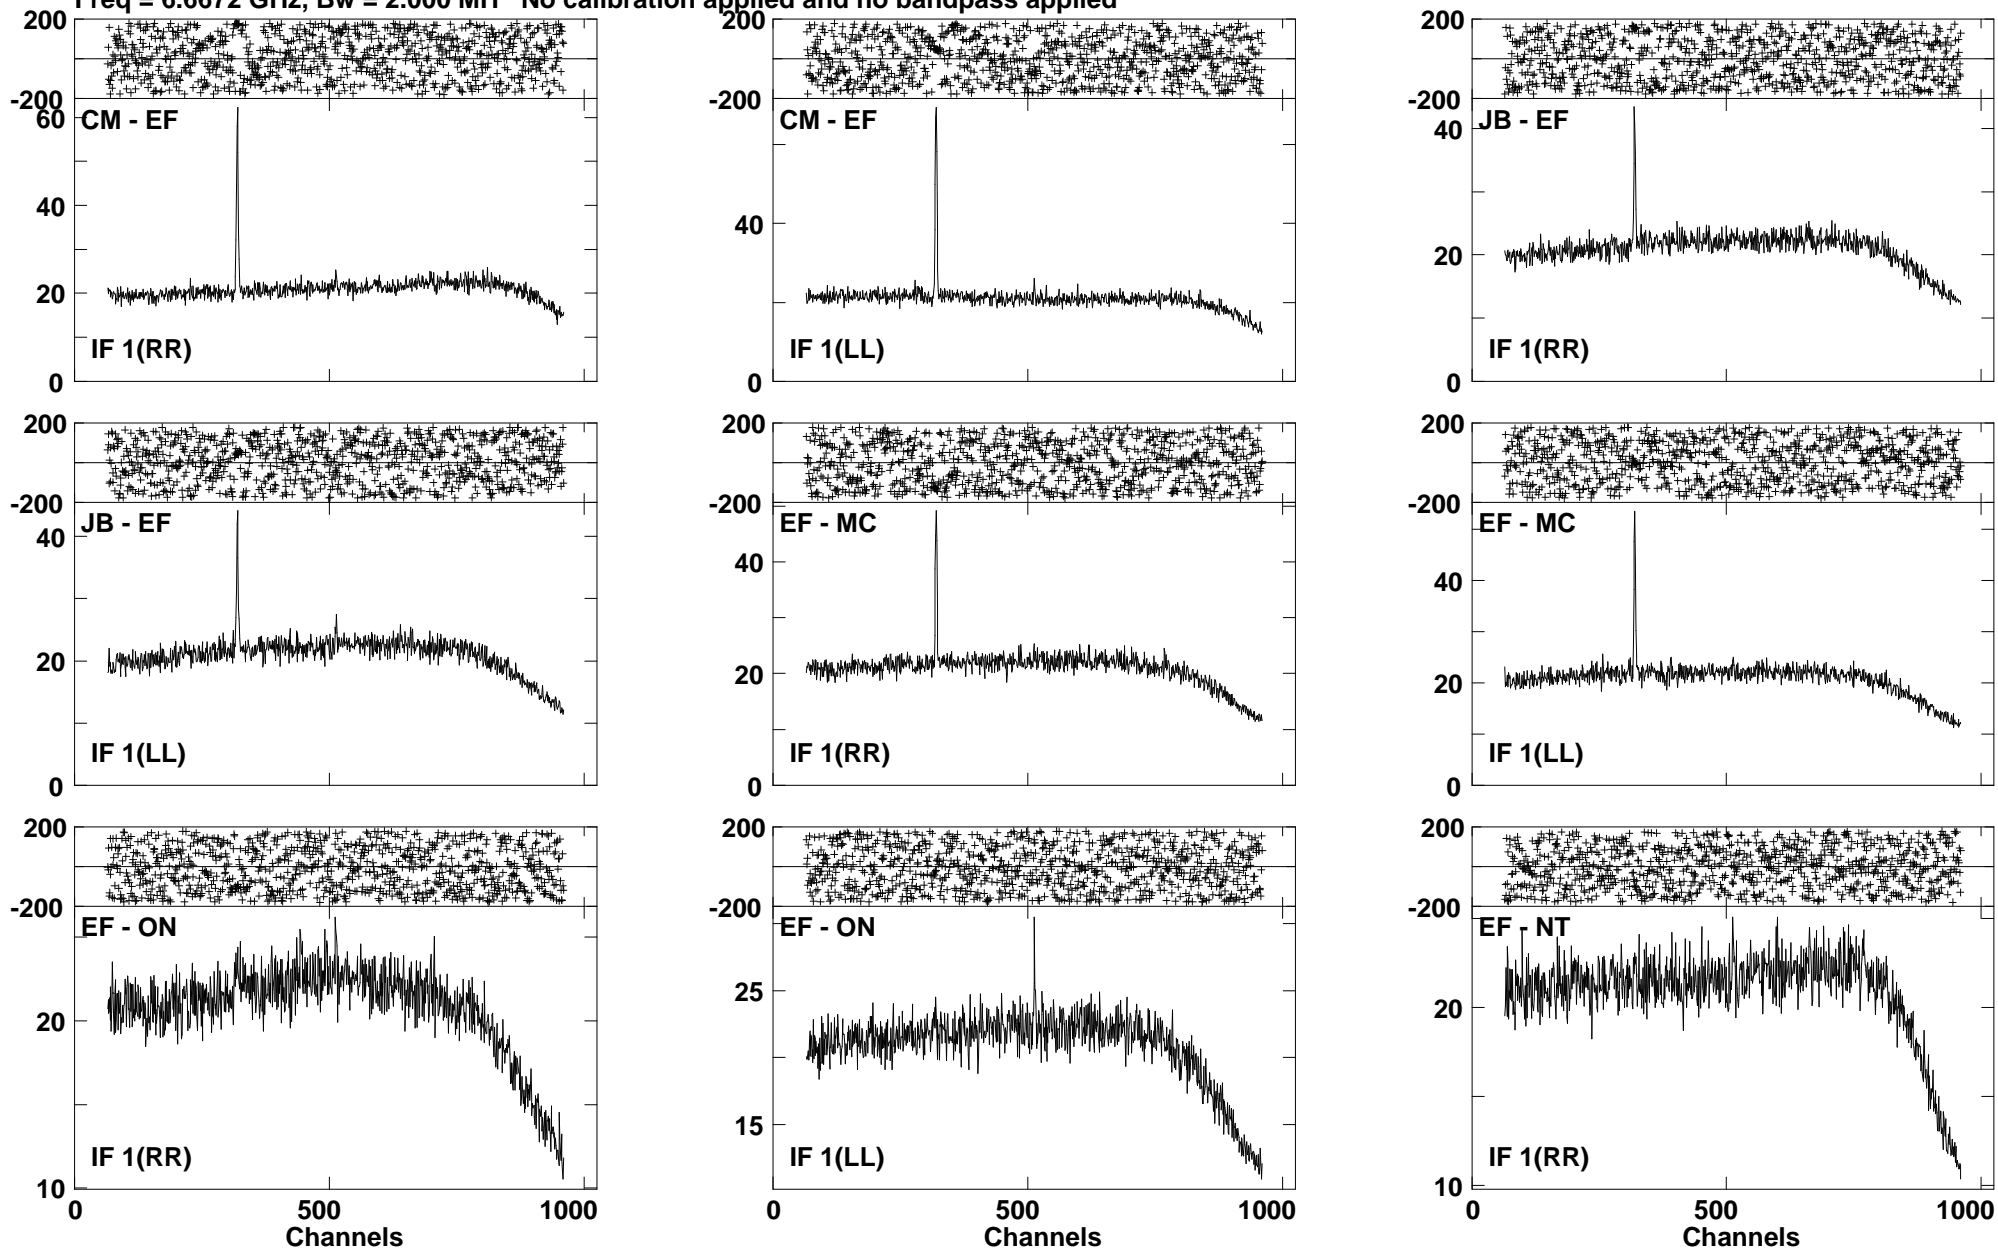 Freq = 6.6672 GHz, Bw = 2.000 MH No calibration applied and no bandpass applied
200
-200
60
40
20
0
CM - EF
IF 1(RR)
200
-200
40
0
CM - EF
IF 1(LL)
200
-200
40
20
0
JB - EF
IF 1(RR)
200
-200
40
20
0
JB - EF
IF 1(LL)
200
-200
40
20
0
EF - MC
IF 1(RR)
200
-200
40
20
0
EF - MC
IF 1(LL)
200
-200
20
10
EF - ON
IF 1(RR)
0 500 1000
Channels
200
-200
25
15
EF - ON
IF 1(LL)
0 500 1000
Channels
200
-200
20
10
EF - NT
IF 1(RR)
0 500 1000
Channels